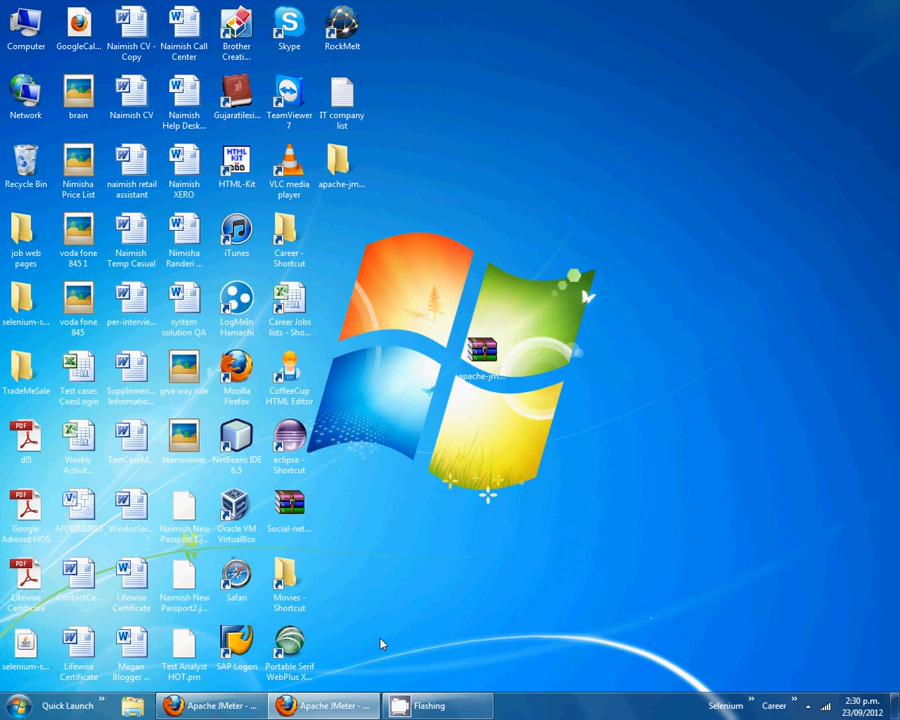 Computer
GoogleCal...
Naimish CV -
Copy
Naimish Call
Center
Brother
Creati...
Skype
RockMelt
Network
brain
Naimish CV
Naimish
Help Desk...
Gujaratilexi...
TeamViewer
7
IT company
list
Recycle Bin
Nimisha
Price List
naimish retail
assistant
Naimish
XERO
HTML
KIT
HTML-Kit
VLC media
player
apache-jm...
job web
pages
voda fone
845 1
Naimish
Temp Casual
Nimisha
Randeri ...
iTunes
Career -
Shortcut
selenium-s...
voda fone
845
per-intervie...
system
solution QA
LogMeIn
Hamachi
Career Jobs
lists - Sho...
apache-jm...
TradeMeSale
Test cases
CoesLogin
Supplemen...
Informatio...
give way rule
Mozilla
Firefox
CoffeeCup
HTML Editor
PDF
dl5
Weekly
Activit...
TestCaseM...
teamviewer
NetBeans IDE
6.5
eclipse -
Shortcut
PDF
Google
Adword HOS
WindosSer...
Naimish New
Passport 2.j...
Oracle VM
VirtualBox
Social-net...
PDF
Lifewise
Certificate
ContactCe...
Lifewise
Certificate
Naimish New
Passport2.j...
Safari
Movies -
Shortcut
selenium-s...
Lifewise
Certificate
Megan
Blogger ...
Test Analyst
HOT.prn
SAP Logon
Portable Serif
WebPlus X...
Quick Launch
Apache JMeter - ...
Apache JMeter - ...
Flashing
Selenium
Career
2:30 p.m.
23/09/2012